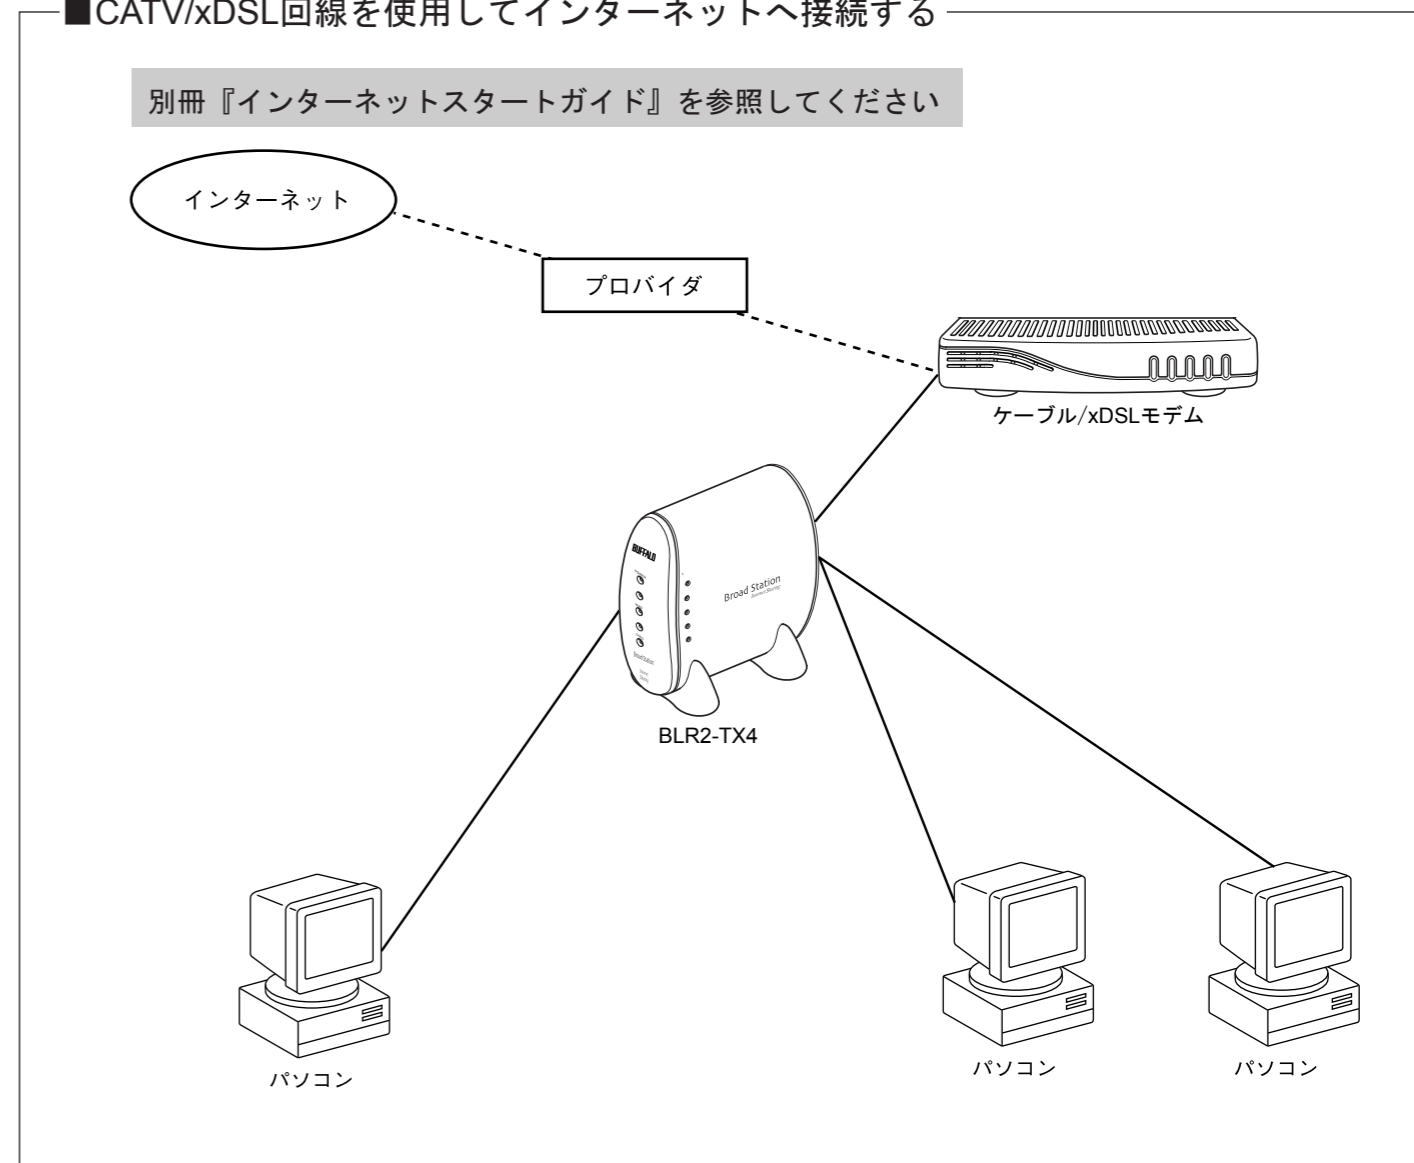 ■CATV/xDSL回線を使用してインターネットへ接続する
別冊『インターネットスタートガイド』を参照してください
インターネット
プロバイダ
ケーブル/xDSLモデム
BUFFALO
Broad Station
Broad Station
BLR2-TX4
パソコン
パソコン
パソコン